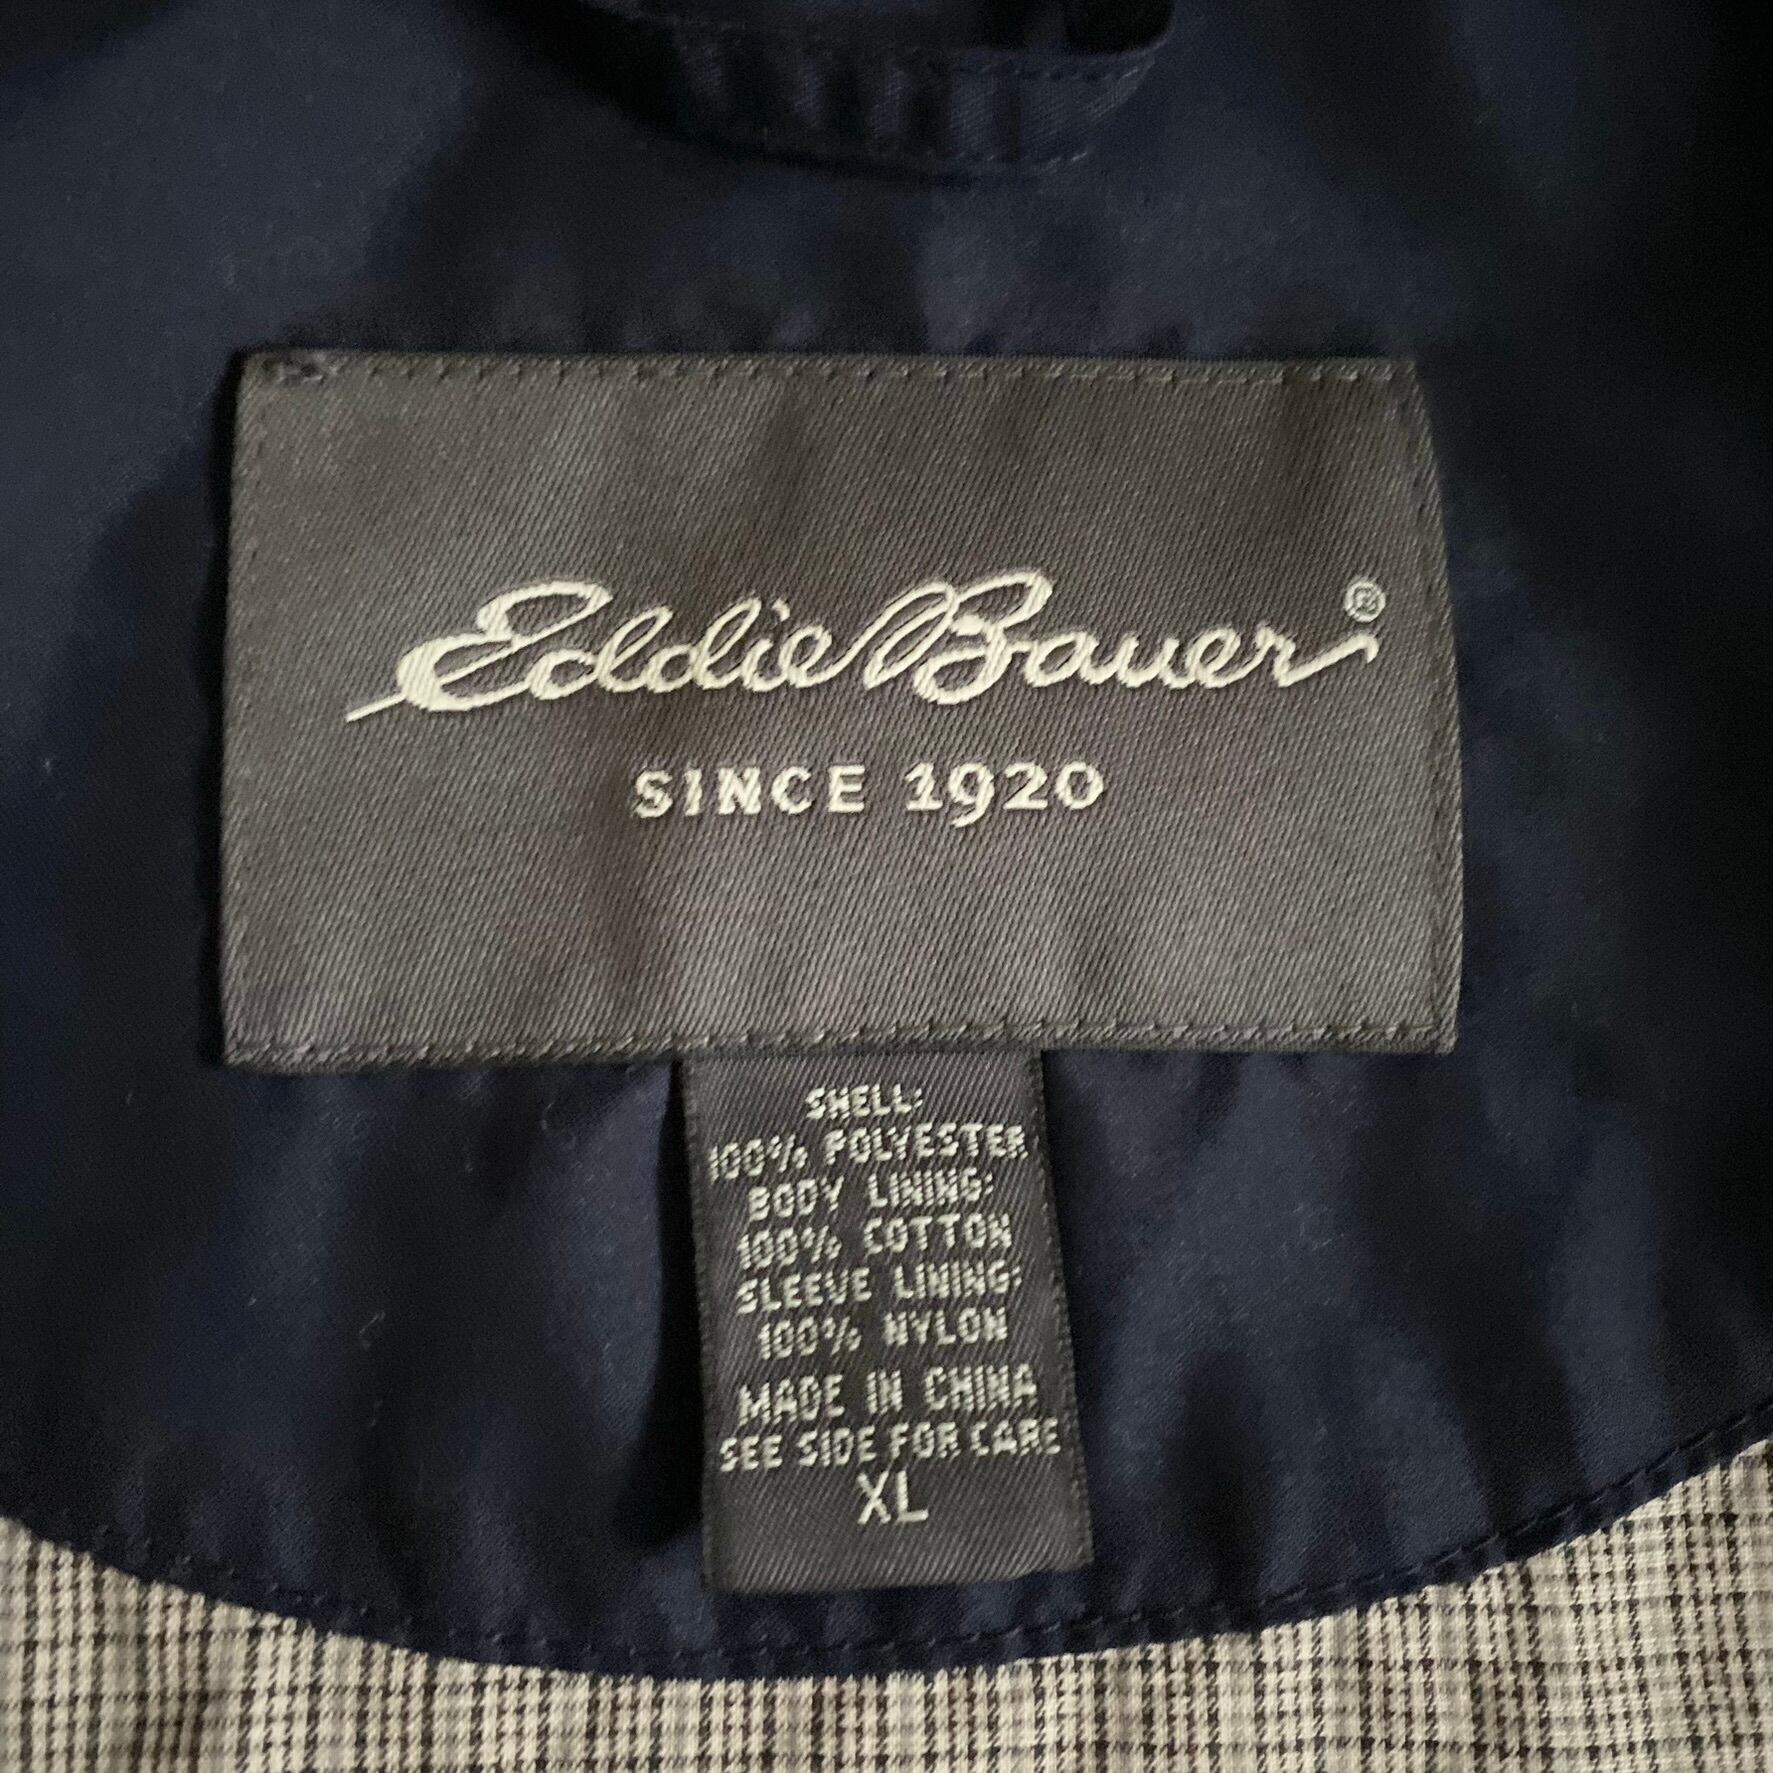 Eddie Bauer®
SINCE 1920
SHELL:
100% POLYESTER
BODY LINING:
100% COTTON
SLEEVE LINING:
100% NYLON
MADE IN CHINA
SEE SIDE FOR CARE
XL